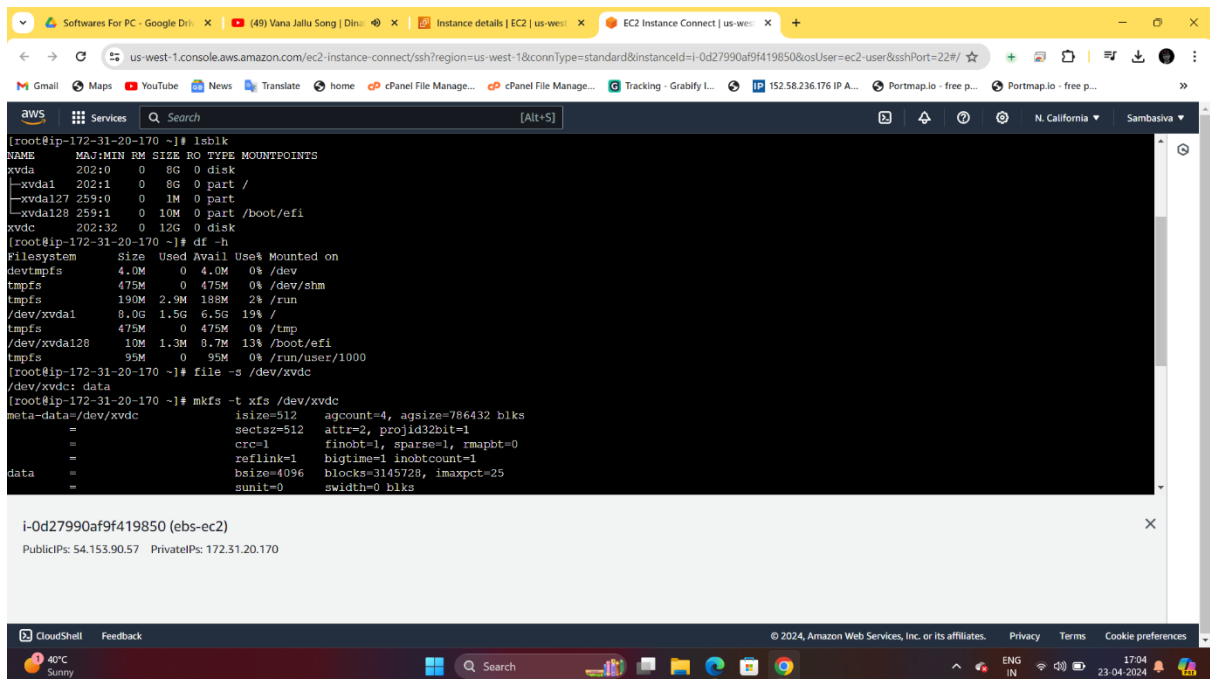 Softwares For PC - Google Driv
(49) Vana Jallu Song | Dina
Instance details | EC2 | us-west
EC2 Instance Connect | us-wes
us-west-1.console.aws.amazon.com/ec2-instance-connect/ssh?region=us-west-1&connType=standard&instanceId=i-0d27990af9f419850&osUser=ec2-user&sshPort=22#/
Gmail Maps YouTube News Translate home cPanel File Manage... cPanel File Manage... Tracking - Grabify I... 152.58.236.176 IP A... Portmap.io - free p... Portmap.io - free p...
aws Services Search [Alt+S] N. California Sambasiva
[root@ip-172-31-20-170 ~]# lsblk
NAME MAJ:MIN RM SIZE RO TYPE MOUNTPOINTS
xvda 202:0 0 8G 0 disk
├─xvda1 202:1 0 8G 0 part /
├─xvda127 259:0 0 1M 0 part
└─xvda128 259:1 0 10M 0 part /boot/efi
xvdc 202:32 0 12G 0 disk
[root@ip-172-31-20-170 ~]# df -h
Filesystem Size Used Avail Use% Mounted on
devtmpfs 4.0M 0 4.0M 0% /dev
tmpfs 475M 0 475M 0% /dev/shm
tmpfs 190M 2.9M 188M 2% /run
/dev/xvda1 8.0G 1.5G 6.5G 19% /
tmpfs 475M 0 475M 0% /tmp
/dev/xvda128 10M 1.3M 8.7M 13% /boot/efi
tmpfs 95M 0 95M 0% /run/user/1000
[root@ip-172-31-20-170 ~]# file -s /dev/xvdc
/dev/xvdc: data
[root@ip-172-31-20-170 ~]# mkfs -t xfs /dev/xvdc
meta-data=/dev/xvdc isize=512 agcount=4, agsize=786432 blks
= sectsz=512 attr=2, projid32bit=1
= crc=1 finobt=1, sparse=1, rmapbt=0
= reflink=1 bigtime=1 inobtcount=1
data = bsize=4096 blocks=3145728, imaxpct=25
= sunit=0 swidth=0 blks
i-0d27990af9f419850 (ebs-ec2)
PublicIPs: 54.153.90.57 PrivateIPs: 172.31.20.170
CloudShell Feedback © 2024, Amazon Web Services, Inc. or its affiliates. Privacy Terms Cookie preferences
1 40°C
Sunny
Search
ENG
IN
17:04
23-04-2024